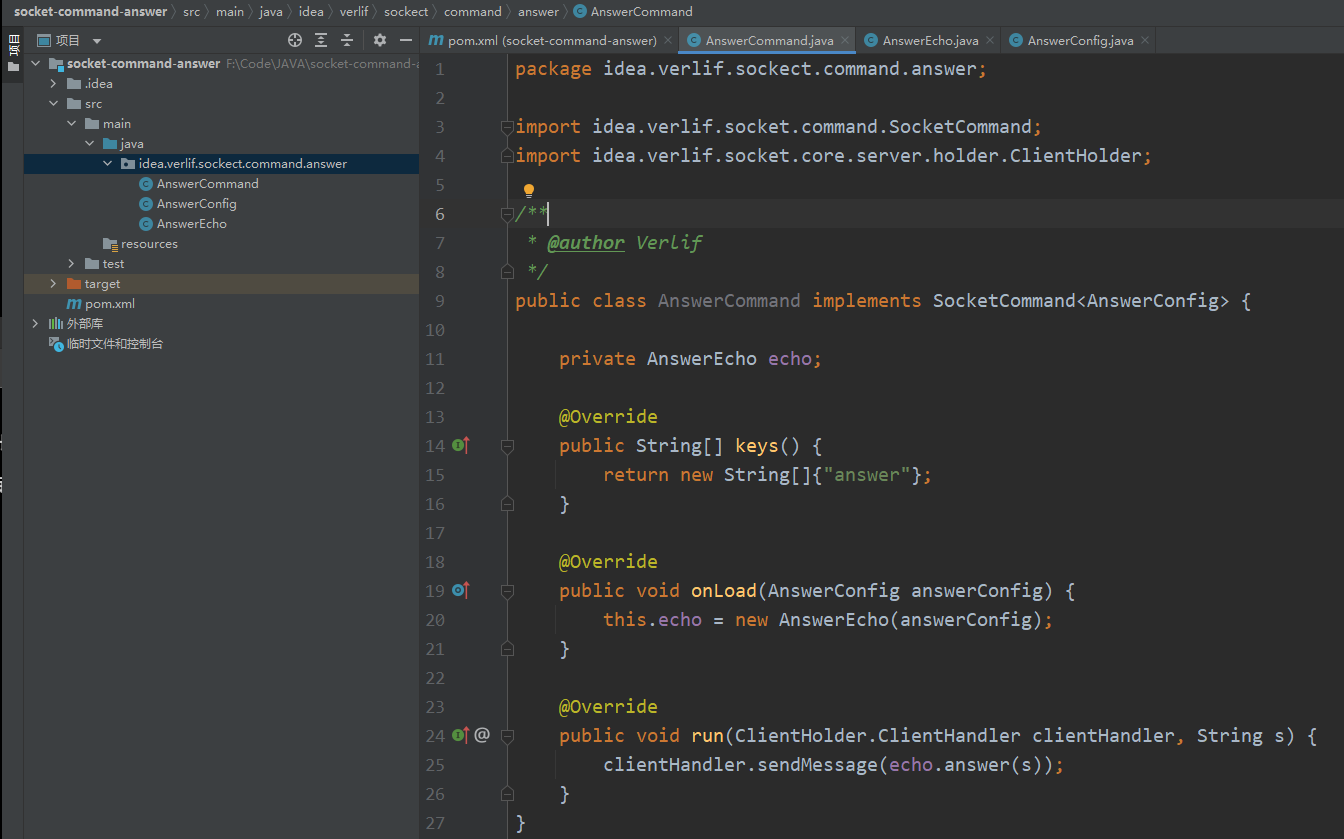 socket-command-answer src main java idea verlif sockect command answer AnswerCommand
项目
项目
pom.xml (socket-command-answer) AnswerCommand.java AnswerEcho.java AnswerConfig.java
socket-command-answer F:\Code\JAVA\socket-command-a
.idea
src
main
java
idea.verlif.sockect.command.answer
AnswerCommand
AnswerConfig
AnswerEcho
resources
test
target
pom.xml
外部库
临时文件和控制台
1 package idea.verlif.sockect.command.answer;
2
3 import idea.verlif.socket.command.SocketCommand;
4 import idea.verlif.socket.core.server.holder.ClientHolder;
5
6 /**
7 * @author Verlif
8 */
9 public class AnswerCommand implements SocketCommand<AnswerConfig> {
10
11 private AnswerEcho echo;
12
13 @Override
14 public String[] keys() {
15 return new String[]{"answer"};
16 }
17
18 @Override
19 public void onLoad(AnswerConfig answerConfig) {
20 this.echo = new AnswerEcho(answerConfig);
21 }
22
23 @Override
24 @ public void run(ClientHolder.ClientHandler clientHandler, String s) {
25 clientHandler.sendMessage(echo.answer(s));
26 }
27 }